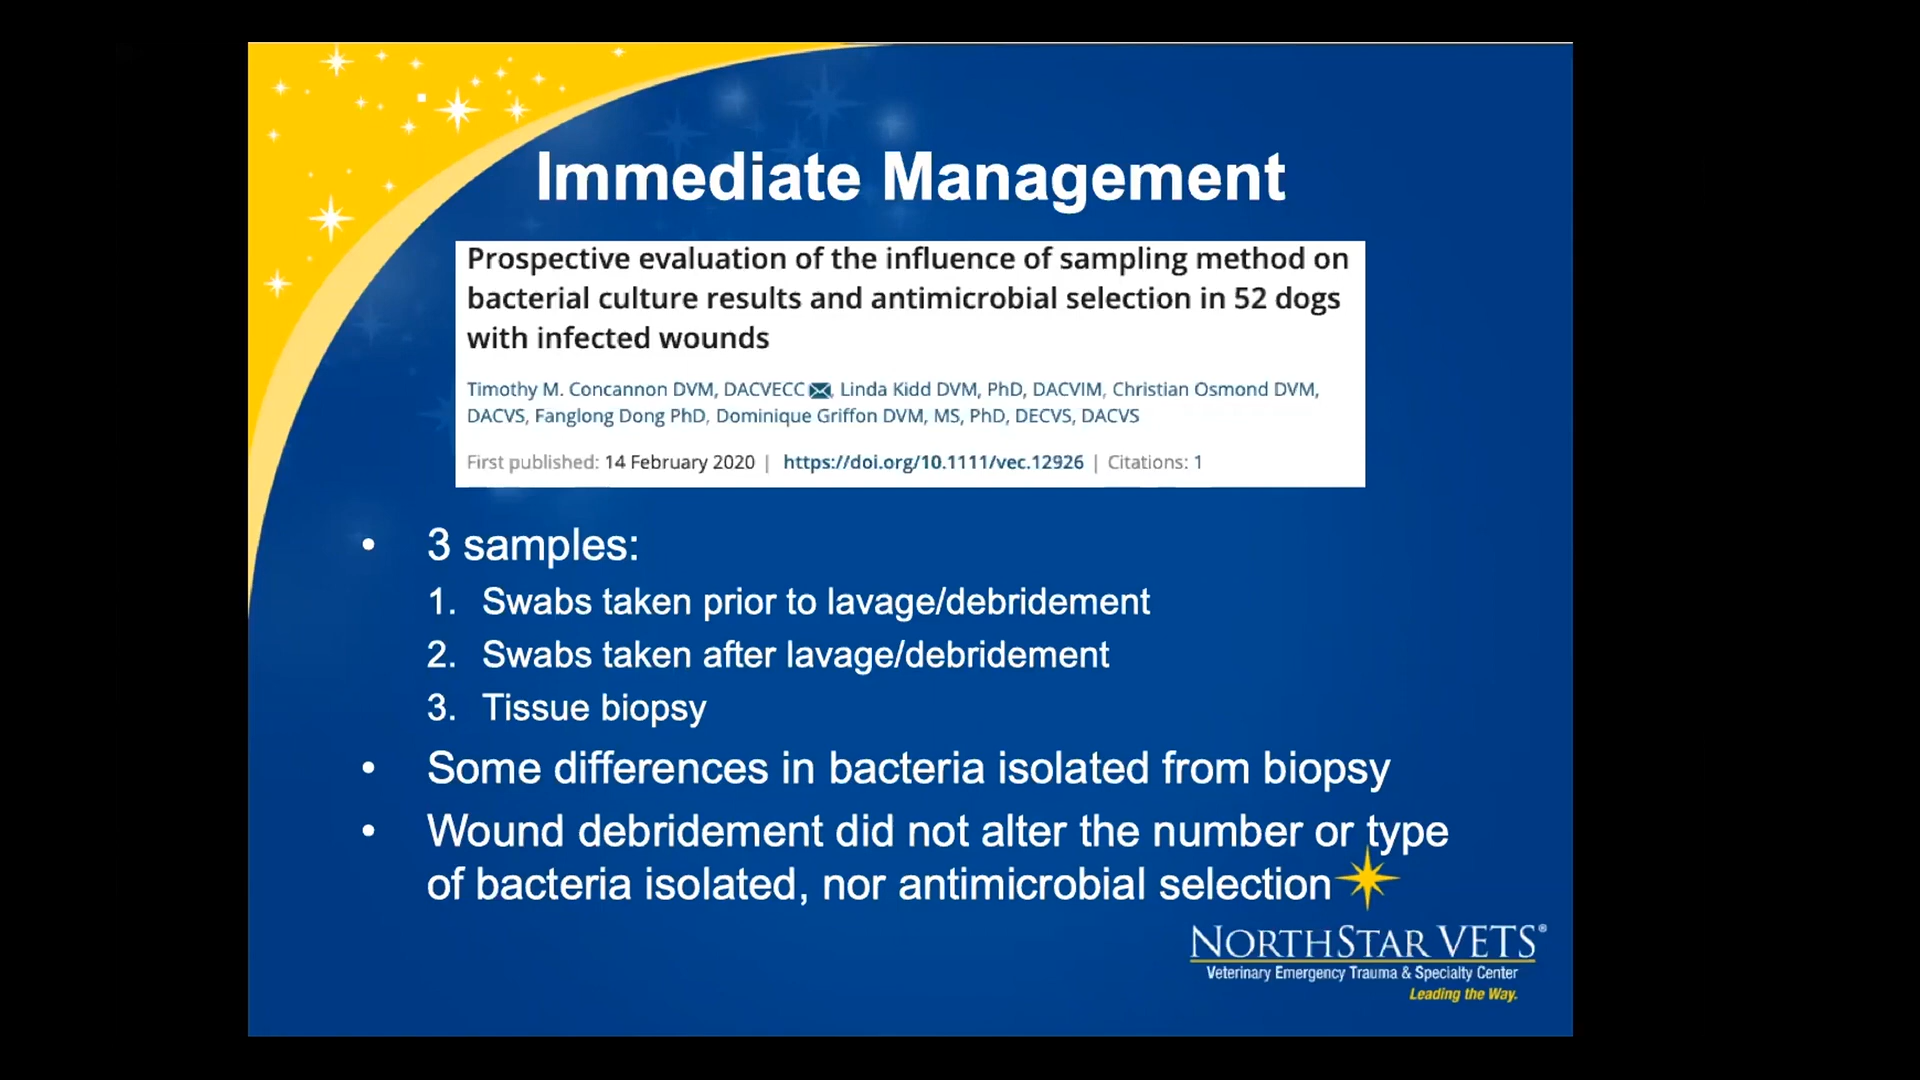 Immediate Management
Prospective evaluation of the influence of sampling method on
bacterial culture results and antimicrobial selection in 52 dogs
with infected wounds
Timothy M. Concannon DVM, DACVECC, Linda Kidd DVM, PhD, DACVIM, Christian Osmond DVM,
DACVS, Fanglong Dong PhD, Dominique Griffon DVM, MS, PhD, DECVS, DACVS
First published: 14 February 2020 | https://doi.org/10.1111/vec.12926 | Citations: 1
• 3 samples:
1. Swabs taken prior to lavage/debridement
2. Swabs taken after lavage/debridement
3. Tissue biopsy
• Some differences in bacteria isolated from biopsy
• Wound debridement did not alter the number or type
of bacteria isolated, nor antimicrobial selection
NORTHSTAR VETS®
Veterinary Emergency Trauma & Specialty Center
Leading the Way.